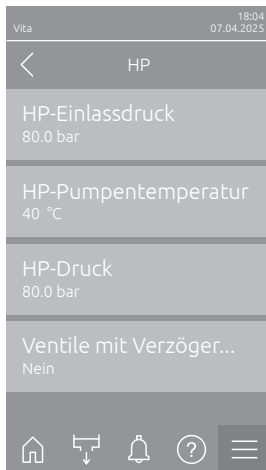 18:04
Vita 07.04.2025
HP
HP-Einlassdruck
80.0 bar
HP-Pumpentemperatur
40 °C
HP-Druck
80.0 bar
Ventile mit Verzöger...
Nein
?